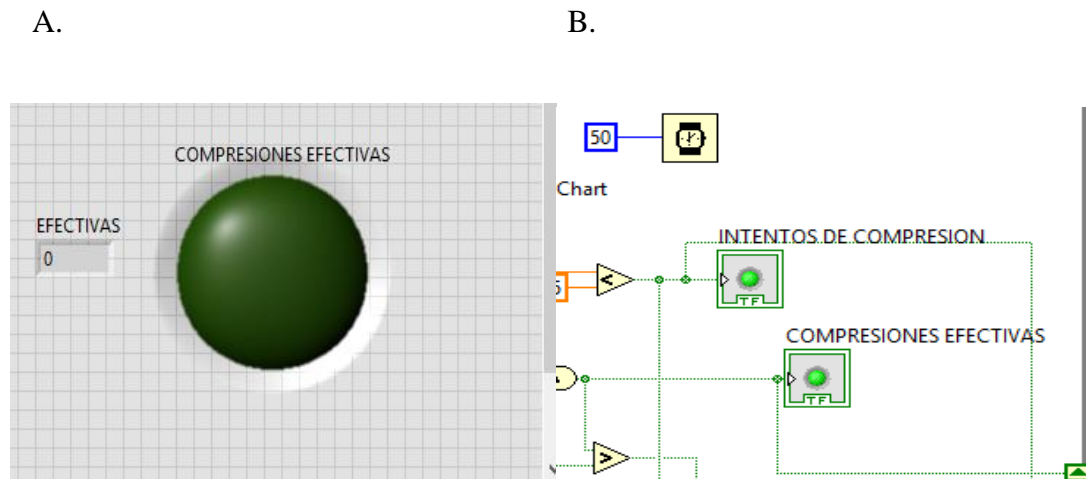 A.
B.
COMPRESIONES EFECTIVAS
EFECTIVAS
0
50
Chart
INTENTOS DE COMPRESION
TF
COMPRESIONES EFECTIVAS
TF